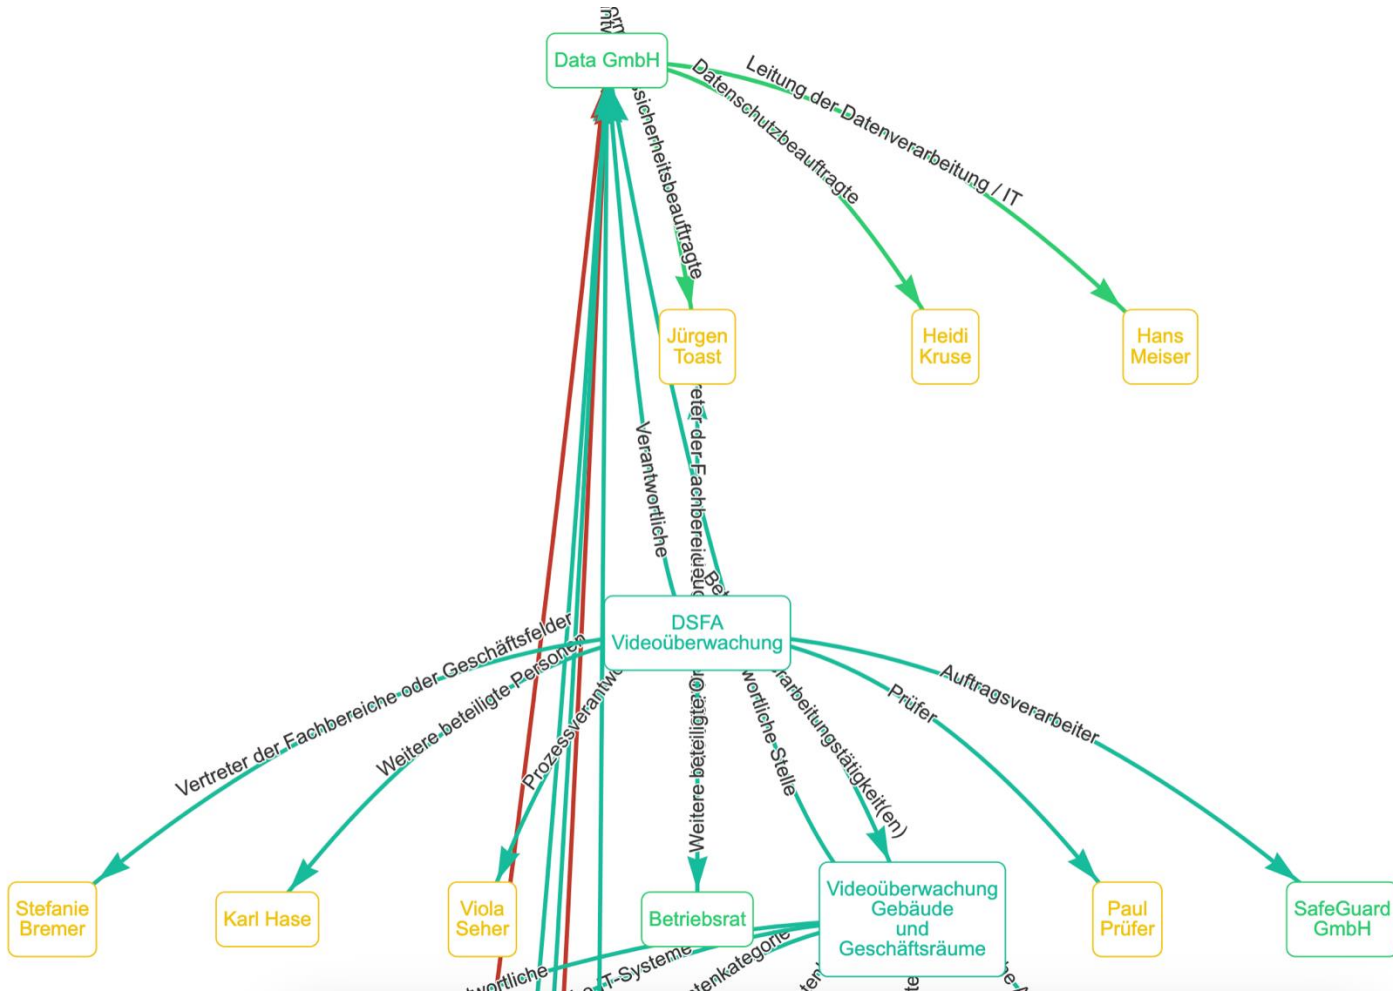 Data GmbH
Leitung der Datenverarbeitung / IT
Datenschutzbeauftragte
Jürgen
Toast
Heidi
Kruse
Hans
Meiser
Verantwortliche
DSFA
Videoüberwachung
Vertreter der Fachbereiche oder Geschäftsfelder
Weitere beteiligte Personen
Weitere beteiligte
Stelle
Prüfer
Auftragsverarbeiter
Stefanie
Bremer
Karl Hase
Viola
Seher
Betriebsrat
Videoüberwachung
Gebäude
und
Geschäftsräume
Paul
Prüfer
SafeGuard
GmbH
IT-Systeme